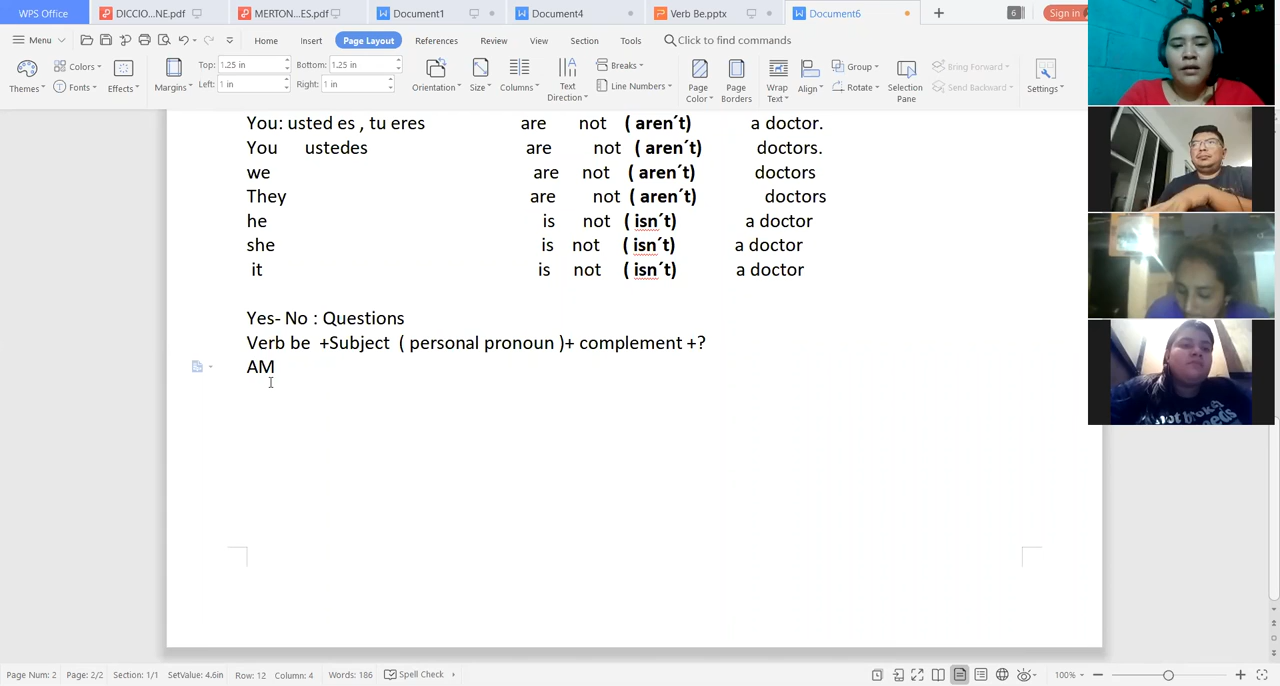 WPS Office DICCIO...NE.pdf MERTON...ES.pdf Document1 Document4 Verb Be.pptx Document6 6 Sign in
Menu Home Insert Page Layout References Review View Section Tools Click to find commands
Colors Top: 1.25 in Bottom: 1.25 in Breaks Group Bring Forward
Themes Fonts Effects Margins Left: 1 in Right: 1 in Orientation Size Columns Text Direction Line Numbers Page Color Page Borders Wrap Text Align Rotate Selection Pane Send Backward Settings
You: usted es , tu eres are not ( aren´t) a doctor.
You ustedes are not ( aren´t) doctors.
we are not ( aren´t) doctors
They are not ( aren´t) doctors
he is not ( isn´t) a doctor
she is not ( isn´t) a doctor
it is not ( isn´t) a doctor
Yes- No : Questions
Verb be +Subject ( personal pronoun )+ complement +?
AM
Page Num: 2 Page: 2/2 Section: 1/1 SetValue: 4.6in Row: 12 Column: 4 Words: 186 Spell Check 100%